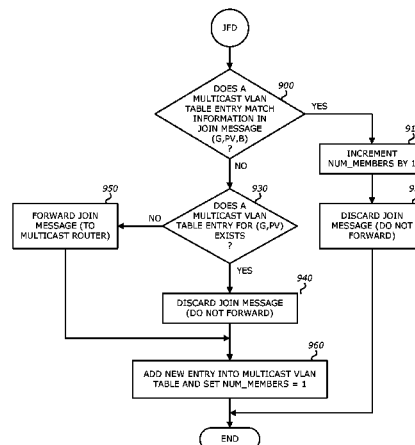 JFD
DOES A
MULTICAST VLAN
TABLE ENTRY MATCH
INFORMATION IN
JOIN MESSAGE
(G,PV,B)
?
900
YES
INCREMENT
NUM_MEMBERS BY 1
NO
950
FORWARD JOIN
MESSAGE (TO
MULTICAST ROUTER)
NO
930
DOES A
MULTICAST VLAN
TABLE ENTRY FOR (G,PV)
EXISTS
?
DISCARD JOIN
MESSAGE (DO NOT
FORWARD)
YES
940
DISCARD JOIN MESSAGE
(DO NOT FORWARD)
960
ADD NEW ENTRY INTO MULTICAST VLAN
TABLE AND SET NUM_MEMBERS = 1
END